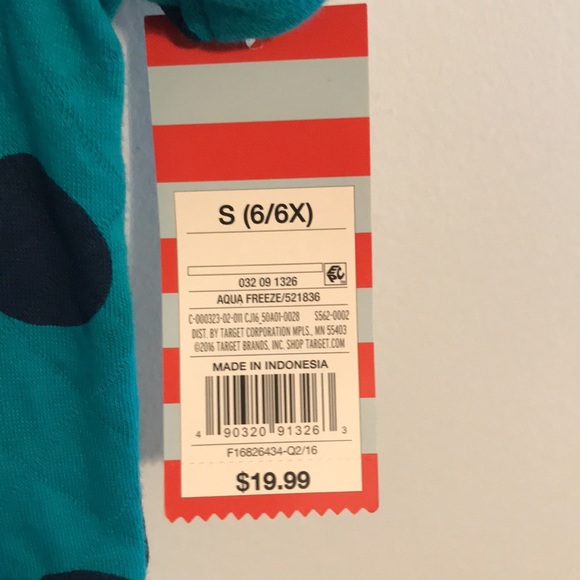 S (6/6X)
032 09 1326
AQUA FREEZE/521836
C-000323-02-011 CJ16_50A01-0028 SS62-0002
DIST. BY TARGET CORPORATION MPLS., MN 55403
©2016 TARGET BRANDS, INC. SHOP TARGET.COM
MADE IN INDONESIA
4 90320 91326 3
F16826434-Q2/16
$19.99